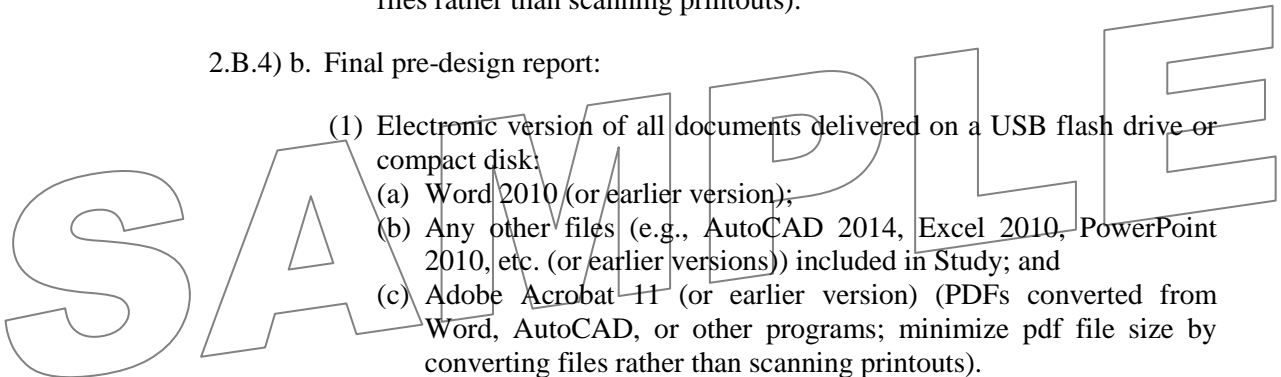 files rather than scanning printouts).
2.B.4) b. Final pre-design report:
(1) Electronic version of all documents delivered on a USB flash drive or
compact disk:
(a) Word 2010 (or earlier version);
(b) Any other files (e.g., AutoCAD 2014, Excel 2010, PowerPoint
2010, etc. (or earlier versions)) included in Study; and
(c) Adobe Acrobat 11 (or earlier version) (PDFs converted from
Word, AutoCAD, or other programs; minimize pdf file size by
converting files rather than scanning printouts).
SAMPLE